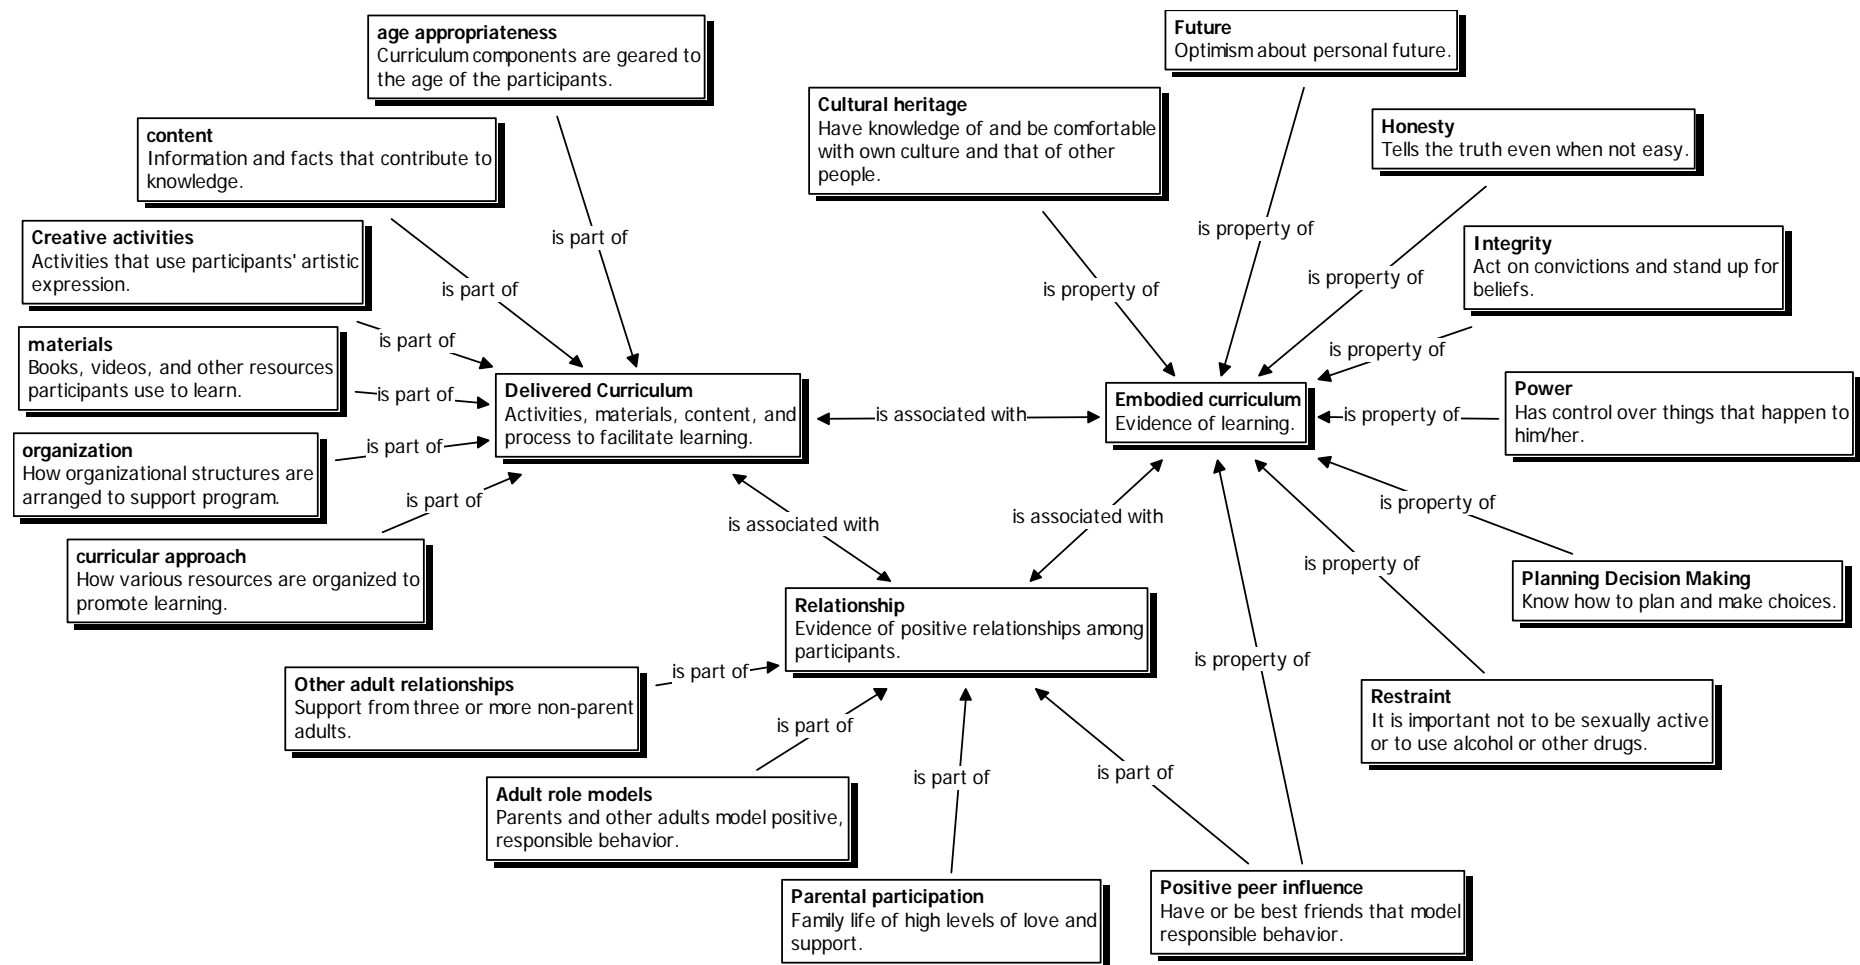 age appropriateness
Curriculum components are geared to
the age of the participants.
content
Information and facts that contribute to
knowledge.
Creative activities
Activities that use participants' artistic
expression.
materials
Books, videos, and other resources
participants use to learn.
organization
How organizational structures are
arranged to support program.
curricular approach
How various resources are organized to
promote learning.
is part of
is part of
is part of
is part of
is part of
is part of
Delivered Curriculum
Activities, materials, content, and
process to facilitate learning.
is associated with
is associated with
is associated with
Future
Optimism about personal future.
Cultural heritage
Have knowledge of and be comfortable
with own culture and that of other
people.
Honesty
Tells the truth even when not easy.
Integrity
Act on convictions and stand up for
beliefs.
Power
Has control over things that happen to
him/her.
Planning Decision Making
Know how to plan and make choices.
Restraint
It is important not to be sexually active
or to use alcohol or other drugs.
is property of
is property of
is property of
is property of
is property of
is property of
is property of
is property of
Embodied curriculum
Evidence of learning.
Relationship
Evidence of positive relationships among
participants.
Other adult relationships
Support from three or more non-parent
adults.
is part of
is part of
is part of
is part of
Adult role models
Parents and other adults model positive,
responsible behavior.
Parental participation
Family life of high levels of love and
support.
Positive peer influence
Have or be best friends that model
responsible behavior.